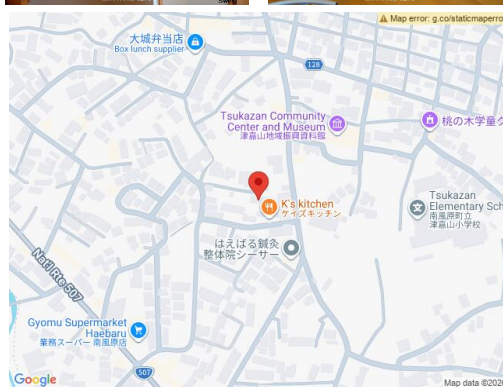 Map error: g.co/staticmaperro
大城弁当店
Box lunch supplier
128
Tsukazan Community
Center and Museum
津嘉山地域振興資料館
桃の木学童ク
K's kitchen
ケイズキッチン
Tsukazan
Elementary Sch
南風原町立
津嘉山小学校
はえばる鍼灸
整体院シーサー
Nat'l Rte 507
Gyomu Supermarket
Haebaru
業務スーパー 南風原店
507
Google
Map data ©202